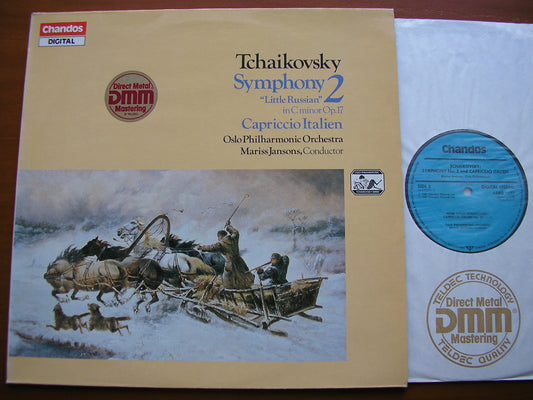 Chandos
DIGITAL
Direct Metal
DMM
Mastering
Tchaikovsky
Symphony 2
"Little Russian"
in C minor Op.17
Capriccio Italien
Oslo Philharmonic Orchestra
Mariss Jansons, Conductor
Chandos
TCHAIKOVSKY:
SYMPHONY No. 2 and CAPRICCIO ITALIEN
SIDE 2
DIGITAL STEREO
TELDEC TECHNOLOGY
Direct Metal
DMM®
Mastering
TELDEC QUALITY